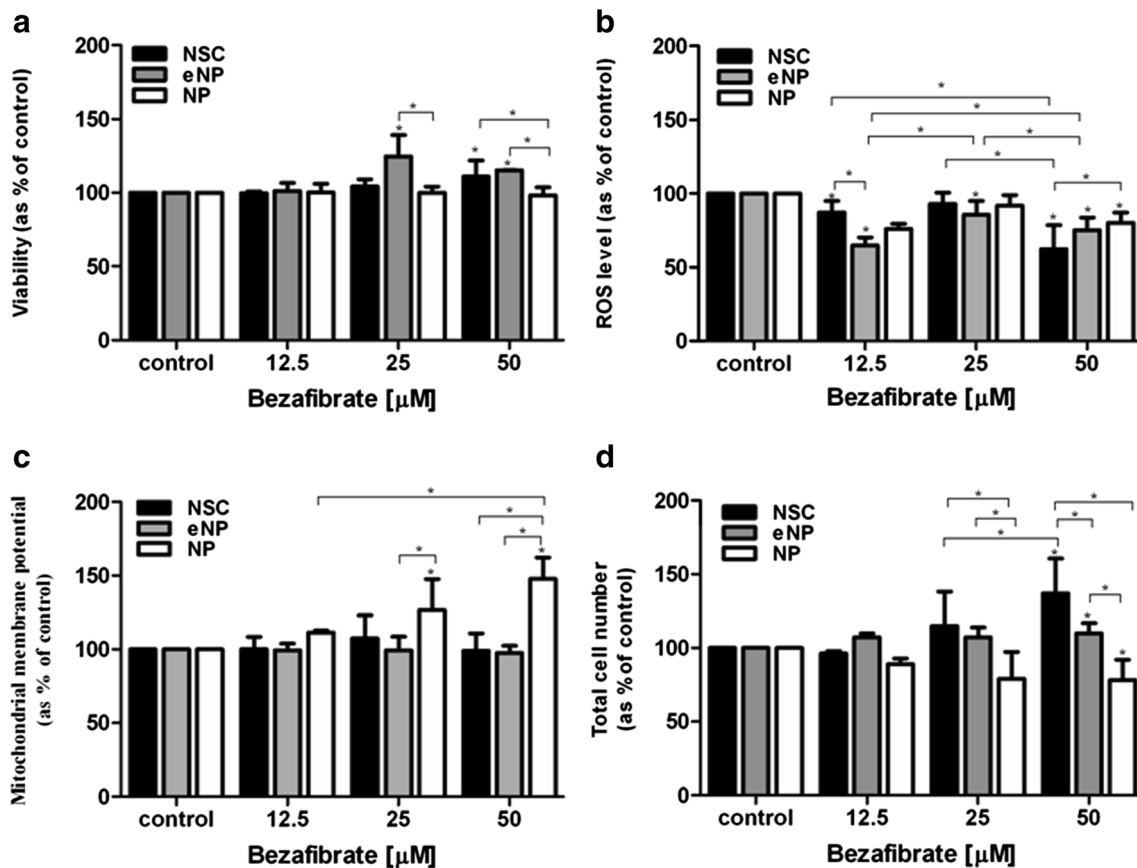 a
200
150
100
50
0
Viability (as % of control)
NSC
eNP
NP
*
*
*
*
*
*
control 12.5 25 50
Bezafibrate [µM]
b
200
150
100
50
0
ROS level (as % of control)
NSC
eNP
NP
*
*
*
*
*
*
*
*
*
*
*
*
*
control 12.5 25 50
Bezafibrate [µM]
c
200
150
100
50
0
Mitochondrial membrane potential
(as % of control)
NSC
eNP
NP
*
*
*
*
*
*
control 12.5 25 50
Bezafibrate [µM]
d
200
150
100
50
0
Total cell number
(as % of control)
NSC
eNP
NP
*
*
*
*
*
*
*
*
*
control 12.5 25 50
Bezafibrate [µM]